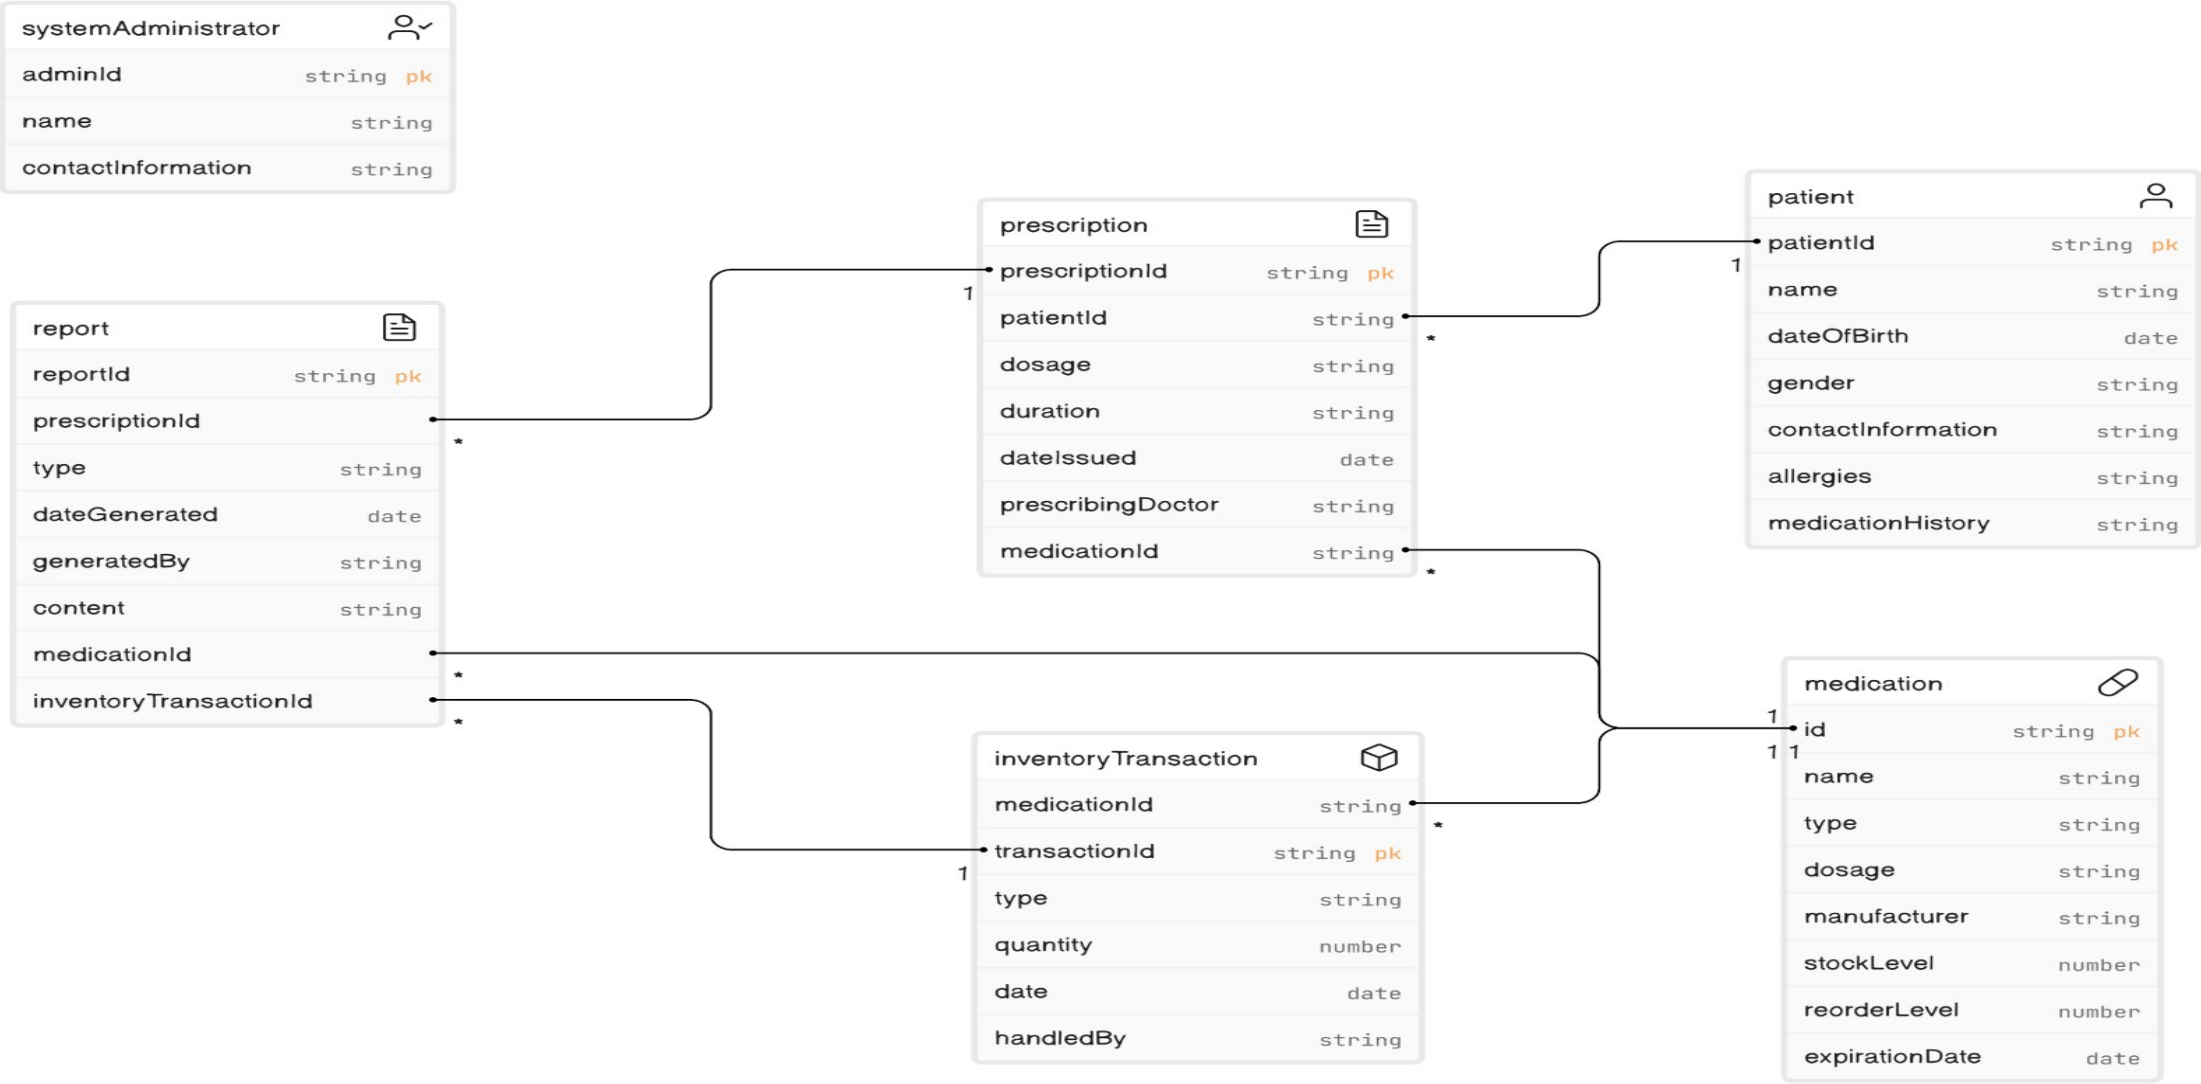 systemAdministrator
adminId string pk
name string
contactInformation string
report
reportId string pk
prescriptionId
*
type string
dateGenerated date
generatedBy string
content string
medicationId
*
inventoryTransactionId
*
prescription
1
prescriptionId string pk
patientId string
*
dosage string
duration string
dateIssued date
prescribingDoctor string
medicationId string
*
inventoryTransaction
medicationId string
*
transactionId string pk
1
type string
quantity number
date date
handledBy string
patient
patientId string pk
1
name string
dateOfBirth date
gender string
contactInformation string
allergies string
medicationHistory string
medication
1
id string pk
1 1
name string
type string
dosage string
manufacturer string
stockLevel number
reorderLevel number
expirationDate date